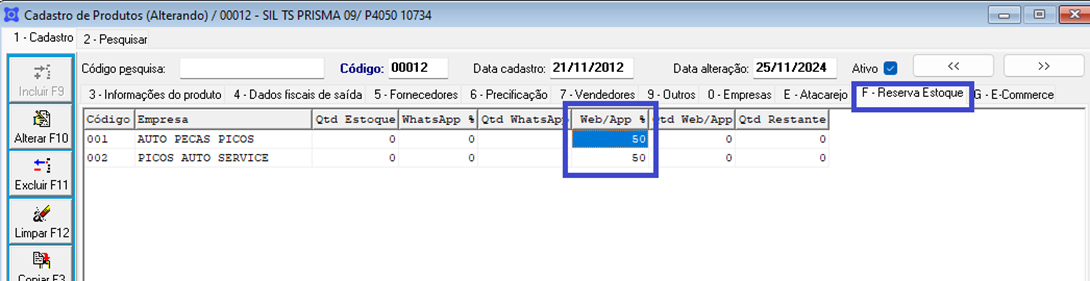 Cadastro de Produtos (Alterando) / 00012 - SIL TS PRISMA 09/ P4050 10734
1 - Cadastro 2 - Pesquisar
Incluir F9
Alterar F10
Excluir F11
Limpar F12
Copiar F3
Código pesquisa: Código: 00012 Data cadastro: 21/11/2012 Data alteração: 25/11/2024 Ativo << >>
3 - Informações do produto 4 - Dados fiscais de saída 5 - Fornecedores 6 - Precificação 7 - Vendedores 9 - Outros 0 - Empresas E - Atacarejo F - Reserva Estoque G - E-Commerce
Código Empresa Qtd Estoque WhatsApp % Qtd WhatsApp Web/App % Qtd Web/App Qtd Restante
001 AUTO PECAS PICOS 0 0 50 0 0
002 PICOS AUTO SERVICE 0 0 50 0 0